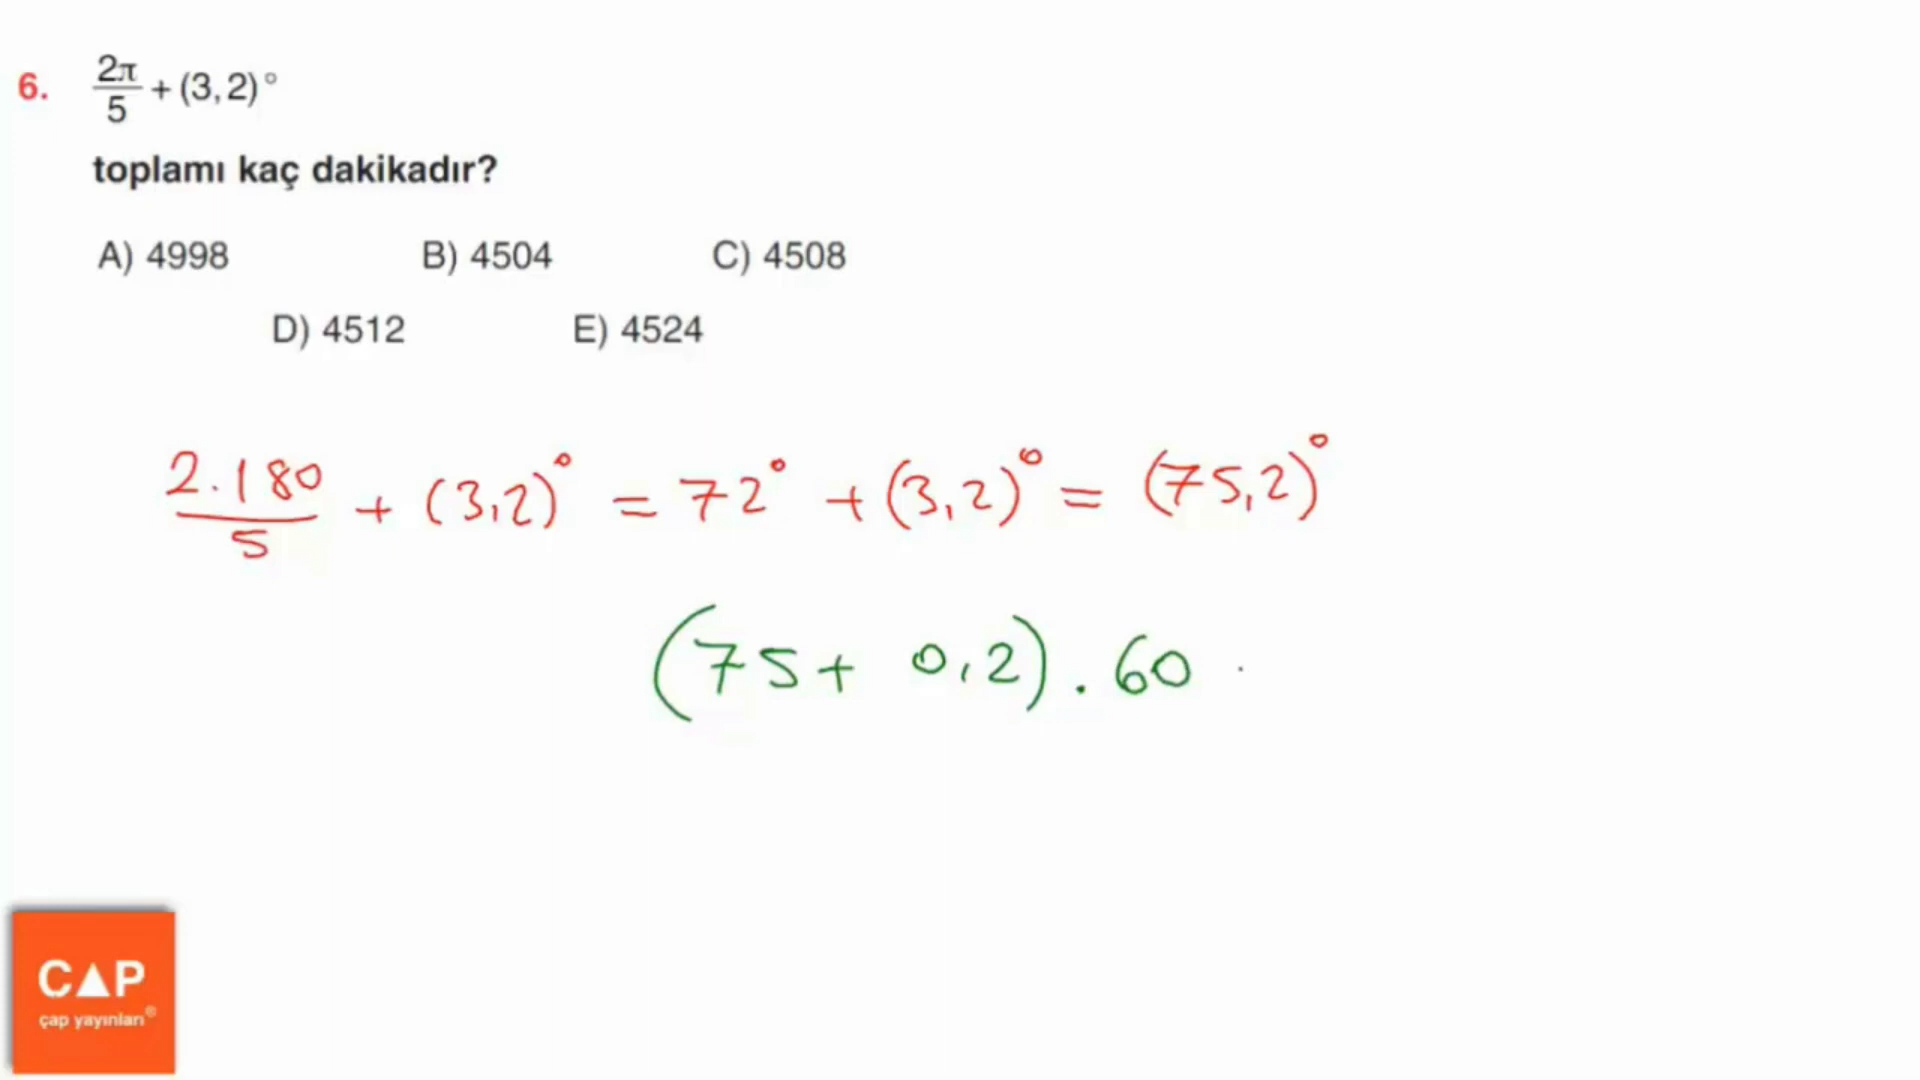 6. 2π/5 + (3,2)°
toplamı kaç dakikadır?
A) 4998 B) 4504 C) 4508
D) 4512 E) 4524
2.180/5 + (3,2)° = 72° + (3,2)° = (75,2)°
(75 + 0,2) . 60
CAP
çap yayınları®